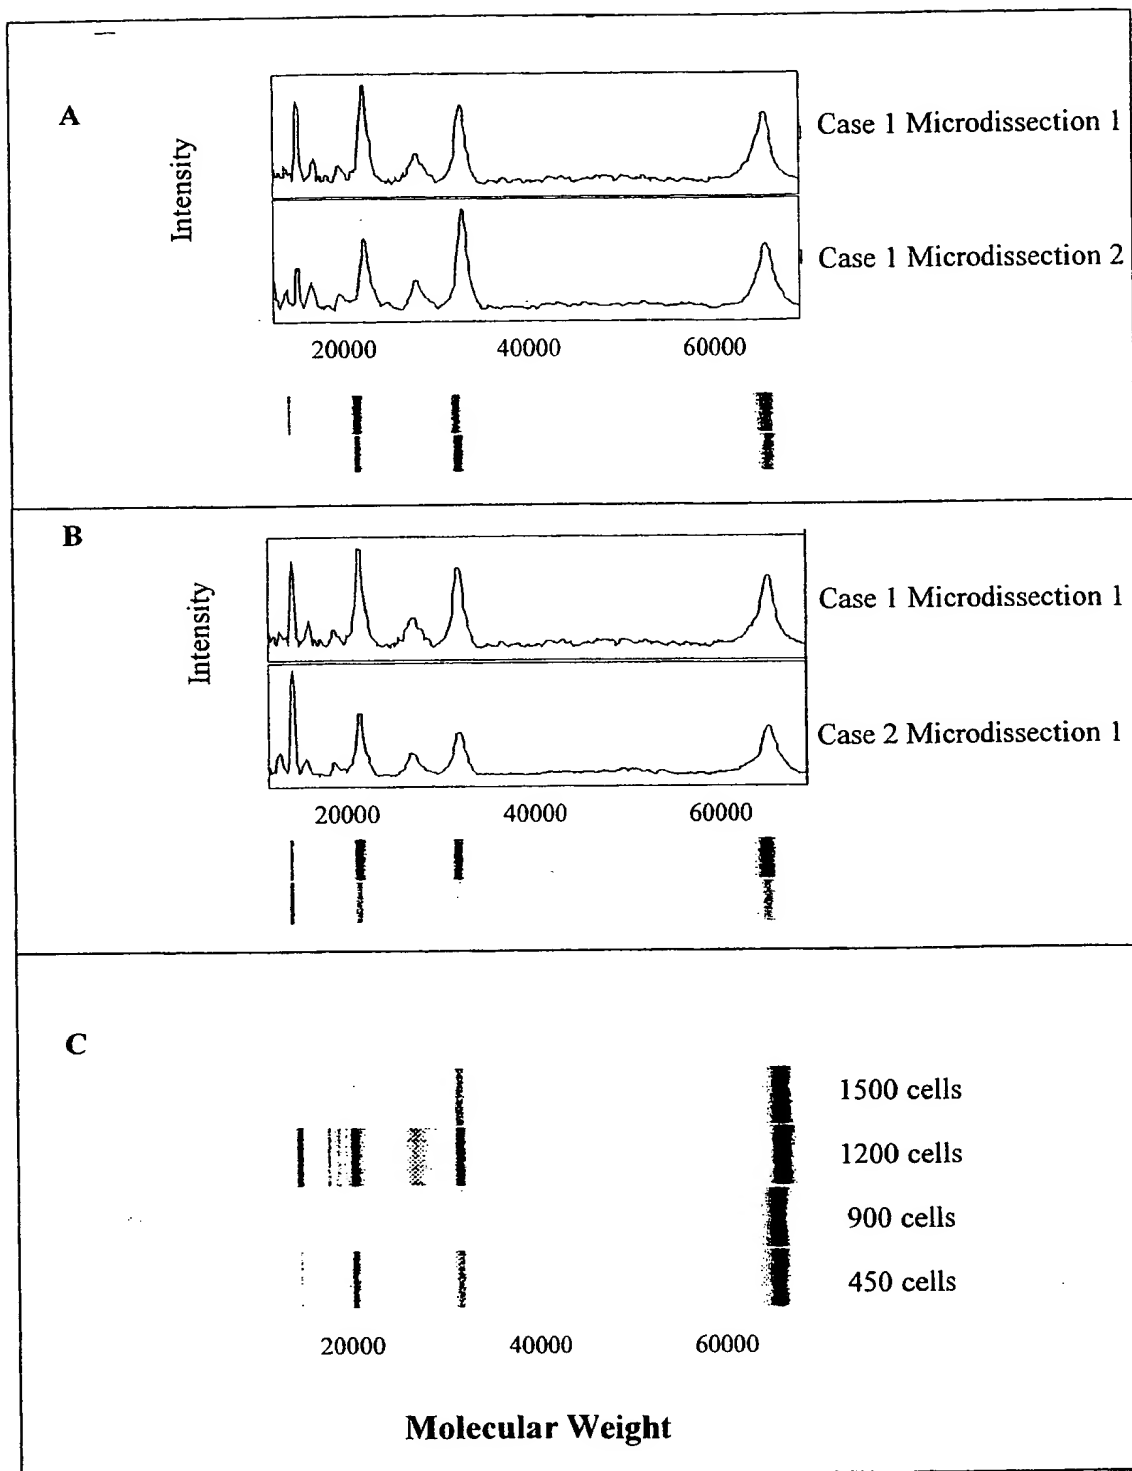 A
Intensity
Case 1 Microdissection 1
Case 1 Microdissection 2
20000 40000 60000
B
Intensity
Case 1 Microdissection 1
Case 2 Microdissection 1
20000 40000 60000
C
1500 cells
1200 cells
900 cells
450 cells
20000 40000 60000
Molecular Weight